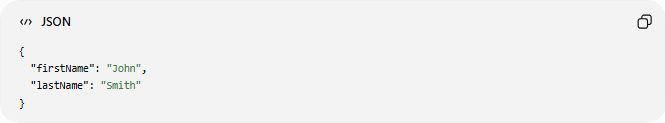 JSON
{
  "firstName": "John",
  "lastName": "Smith"
}